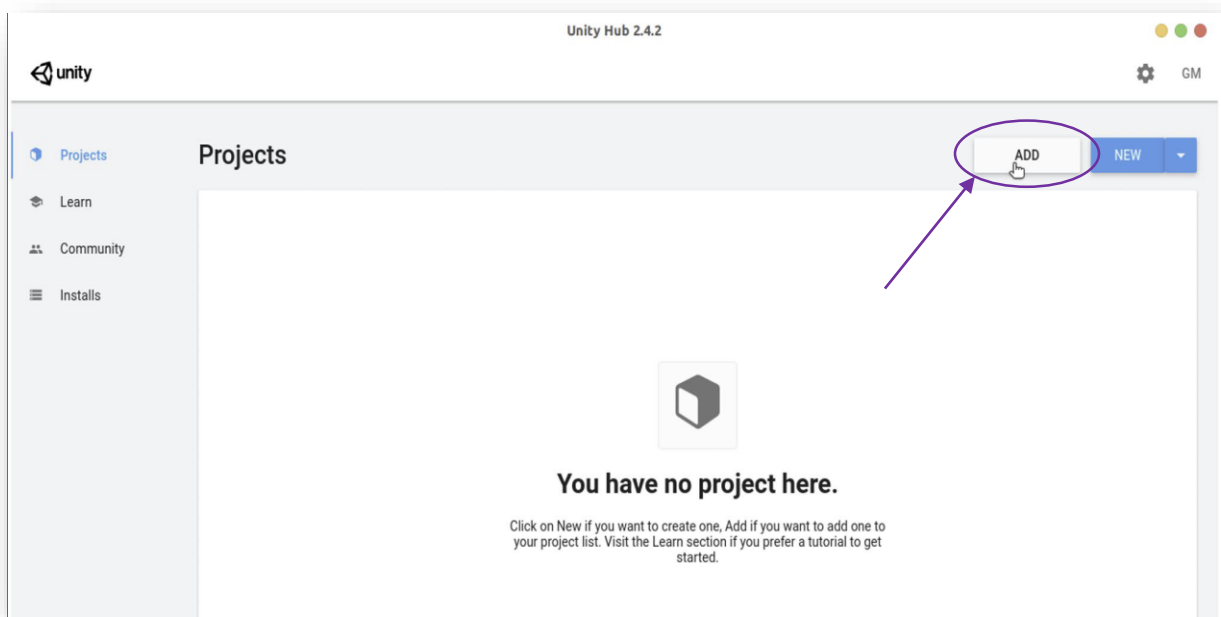 Unity Hub 2.4.2
unity
GM
Projects
Projects
ADD
NEW
Learn
Community
Installs
You have no project here.
Click on New if you want to create one, Add if you want to add one to
your project list. Visit the Learn section if you prefer a tutorial to get
started.